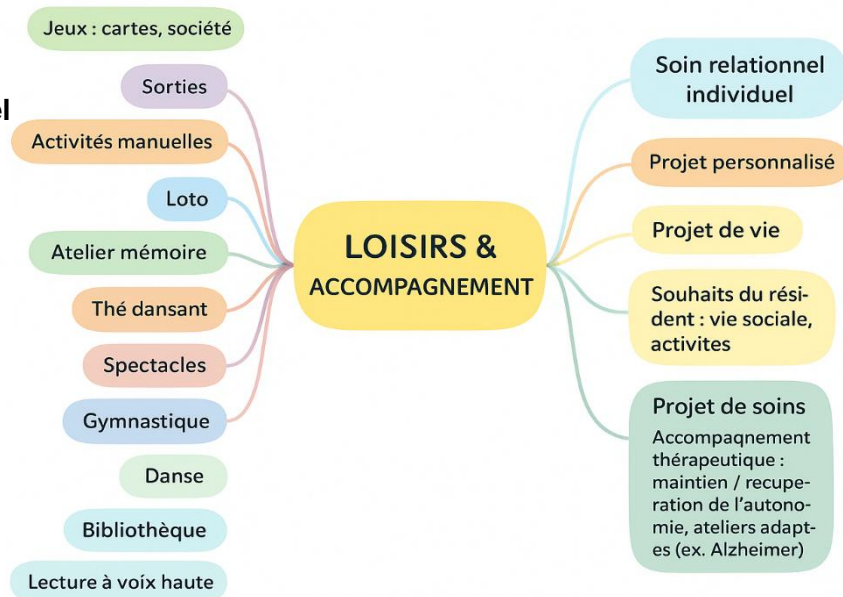 Jeux : cartes, société
Sorties
el
Activités manuelles
Loto
Atelier mémoire
Thé dansant
Spectacles
Gymnastique
Danse
Bibliothèque
Lecture à voix haute
LOISIRS &
ACCOMPAGNEMENT
Soin relationnel
individuel
Projet personnalisé
Projet de vie
Souhaits du rési-
dent : vie sociale,
activites
Projet de soins
Accompaqnement
thérapeutique :
maintien / recupe-
ration de l'autono-
mie, ateliers adapt-
es (ex. Alzheimer)